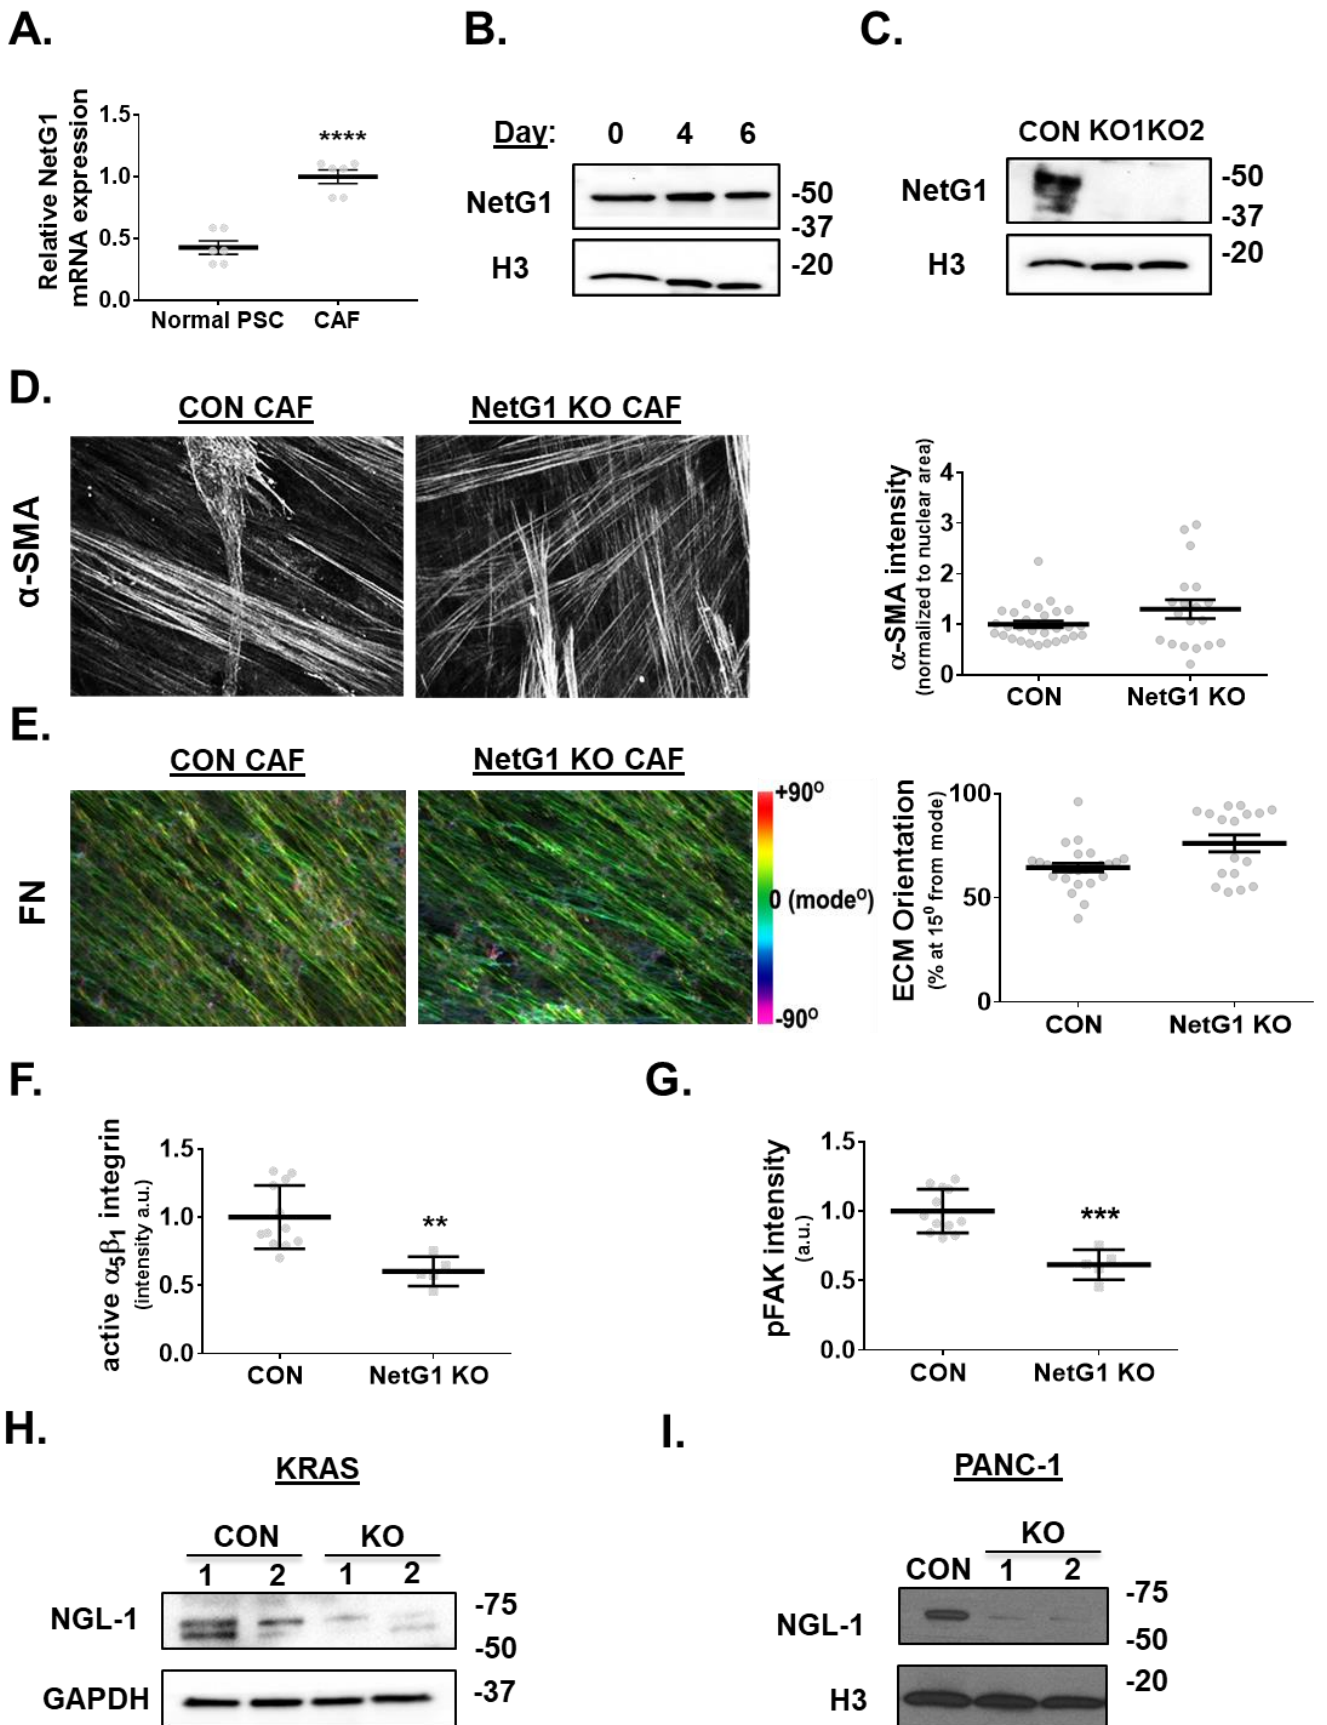 A.
Relative NetG1
mRNA expression
1.5
1.0
0.5
0.0
****
Normal PSC
CAF
B.
Day:
0
4
6
NetG1
-50
-37
H3
-20
C.
CON KO1KO2
NetG1
-50
-37
H3
-20
D.
CON CAF
NetG1 KO CAF
α-SMA
α-SMA intensity
(normalized to nuclear area)
4
3
2
1
0
CON
NetG1 KO
E.
CON CAF
NetG1 KO CAF
FN
+90⁰
0 (mode⁰)
-90⁰
ECM Orientation
(% at 15⁰ from mode)
100
50
0
CON
NetG1 KO
F.
active α₅β₁ integrin
(intensity a.u.)
1.5
1.0
0.5
0.0
**
CON
NetG1 KO
G.
pFAK intensity
(a.u.)
1.5
1.0
0.5
0.0
***
CON
NetG1 KO
H.
KRAS
CON
KO
1
2
1
2
NGL-1
-75
-50
GAPDH
-37
I.
PANC-1
KO
CON
1
2
NGL-1
-75
-50
H3
-20